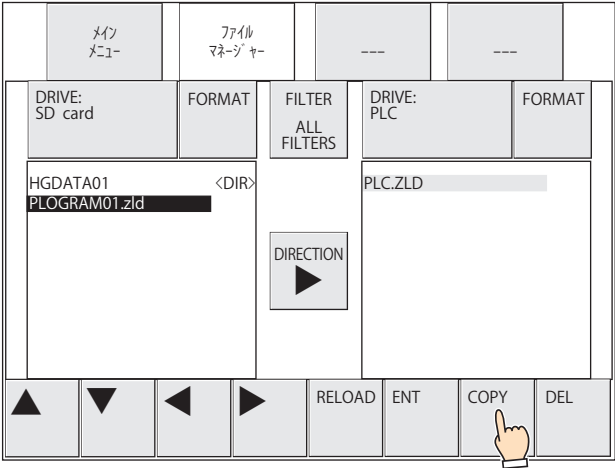 メイン
メニュー
ファイル
マネージャー
---
---
DRIVE:
SD card
FORMAT
FILTER
ALL
FILTERS
DRIVE:
PLC
FORMAT
HGDATA01 <DIR>
PLOGRAM01.zld
PLC.ZLD
DIRECTION
RELOAD
ENT
COPY
DEL